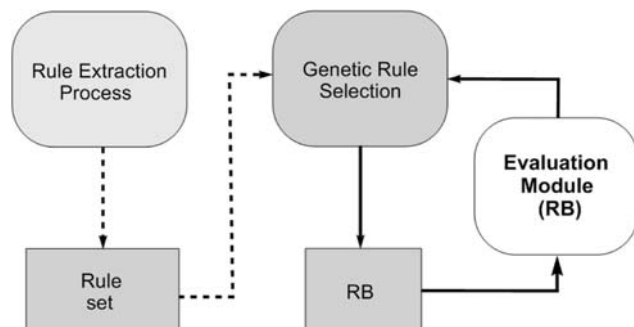 Rule Extraction
Process
Genetic Rule
Selection
Evaluation
Module
(RB)
Rule
set
RB